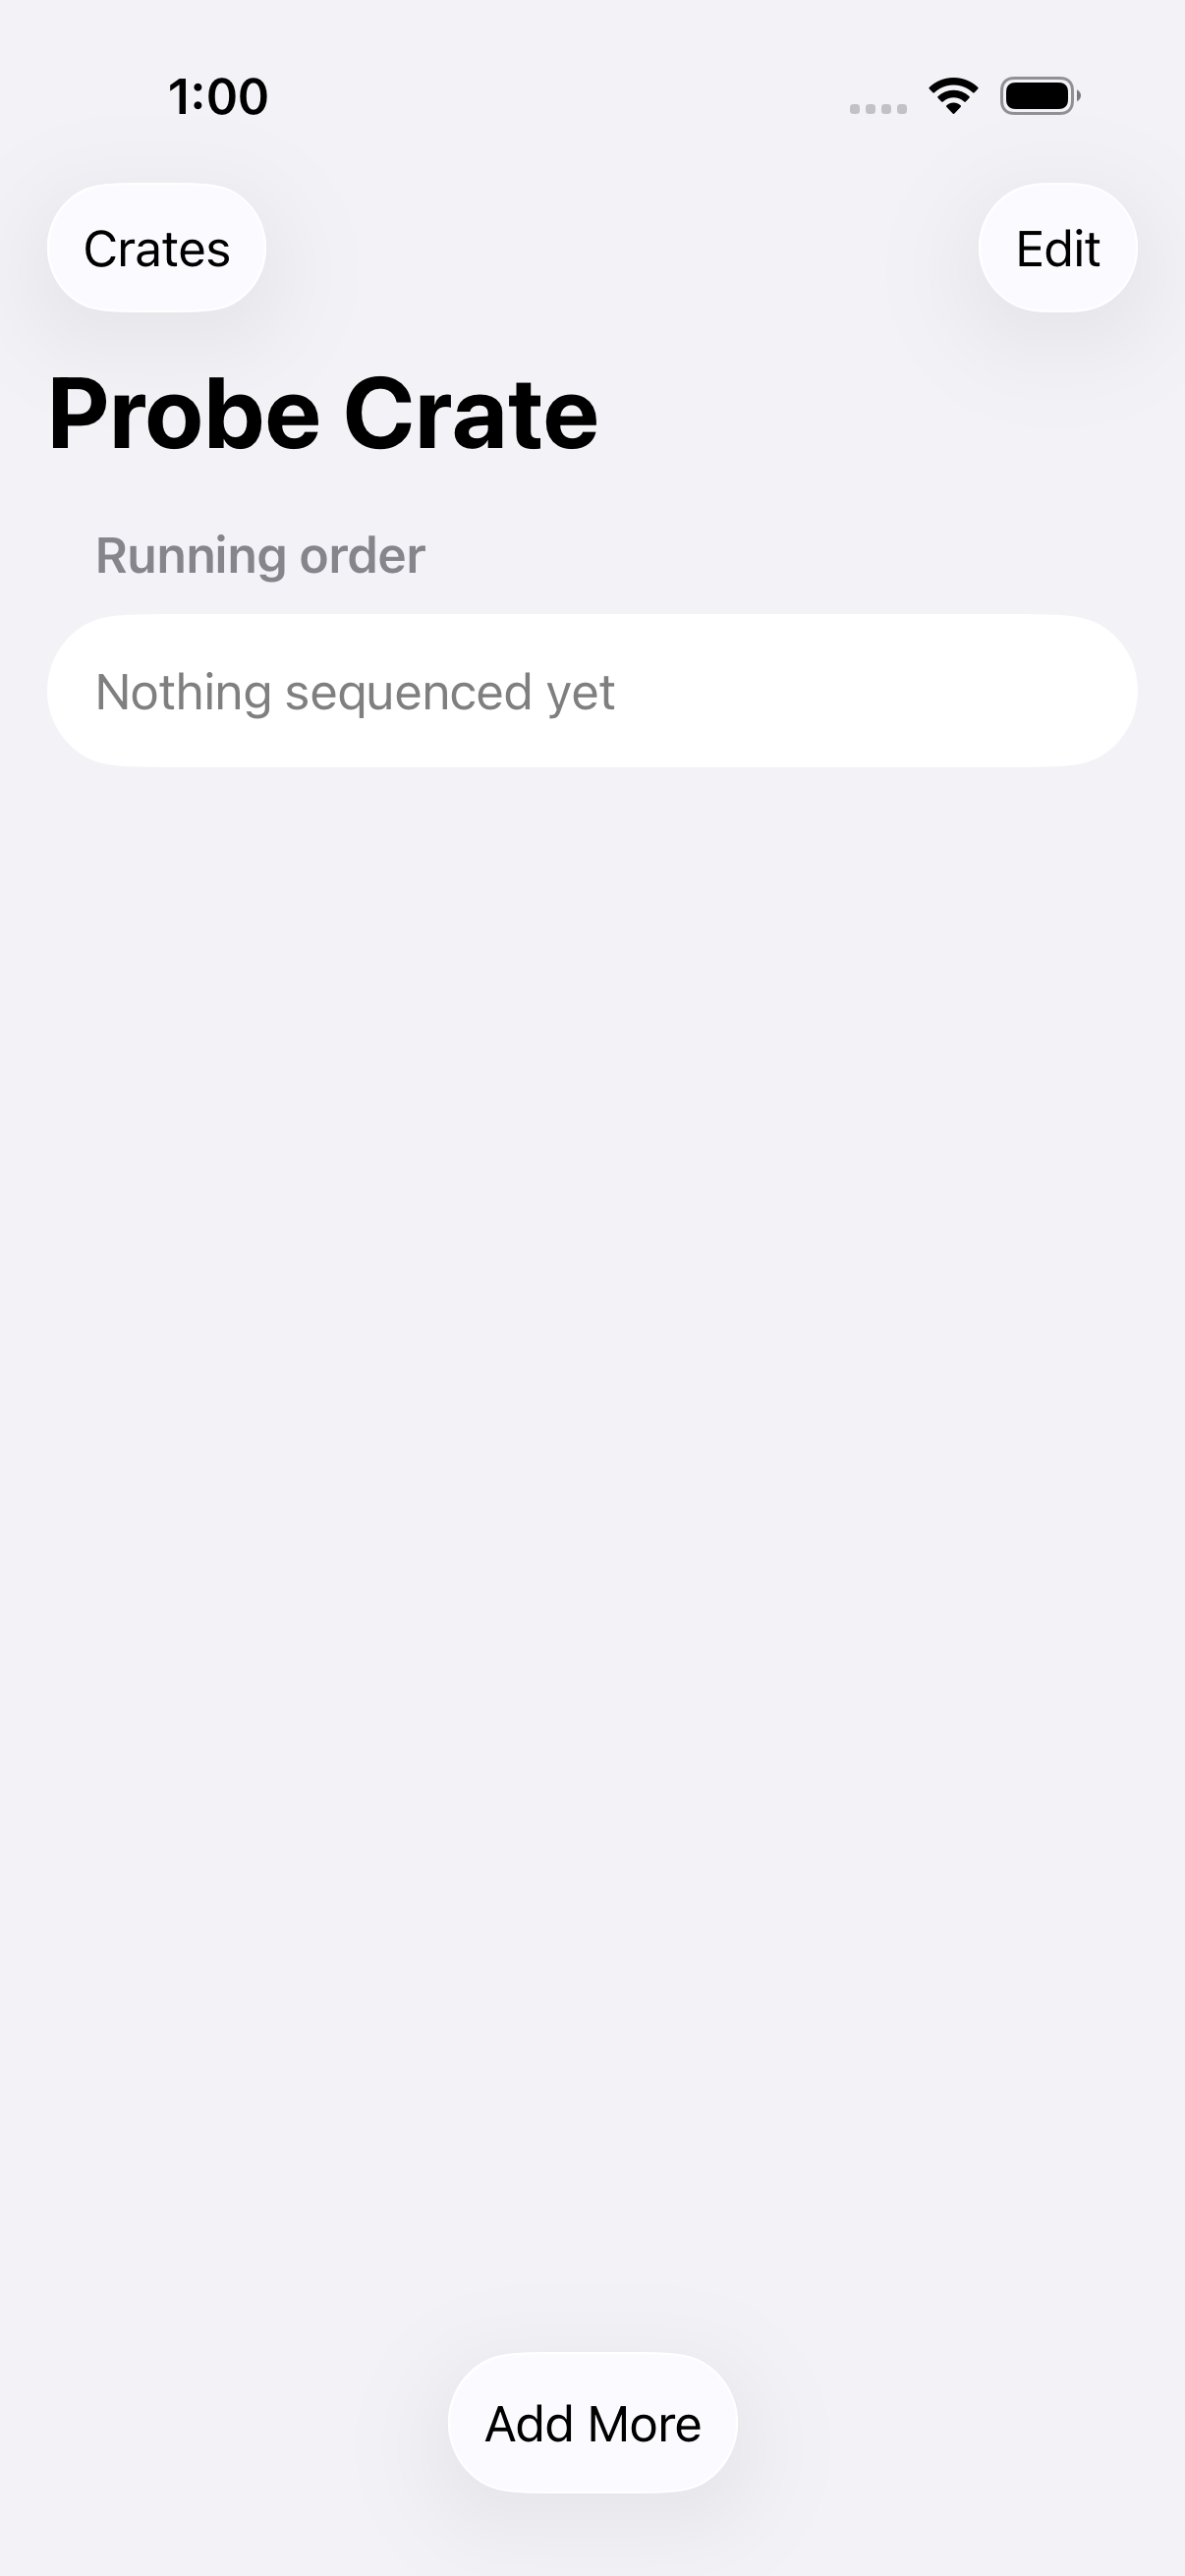 1:00
Crates
Edit
Probe Crate
Running order
Nothing sequenced yet
Add More